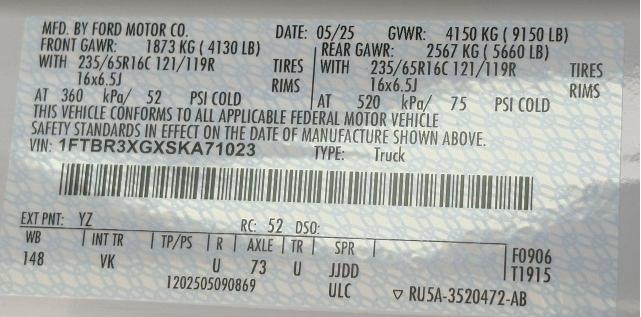 MFD. BY FORD MOTOR CO. DATE: 05/25 GVWR: 4150 KG ( 9150 LB)
FRONT GAWR: 1873 KG ( 4130 LB) REAR GAWR: 2567 KG ( 5660 LB)
WITH 235/65R16C 121/119R TIRES WITH 235/65R16C 121/119R TIRES
16x6.5J RIMS 16x6.5J RIMS
AT 360 kPa/ 52 PSI COLD AT 520 kPa/ 75 PSI COLD
THIS VEHICLE CONFORMS TO ALL APPLICABLE FEDERAL MOTOR VEHICLE
SAFETY STANDARDS IN EFFECT ON THE DATE OF MANUFACTURE SHOWN ABOVE.
VIN: 1FTBR3XGXSKA71023 TYPE: Truck
EXT PNT: YZ RC: 52 DSO:
WB INT TR TP/PS R AXLE TR SPR F0906
148 VK U 73 U JJDD T1915
1202505090869 ULC ▽ RU5A-3520472-AB